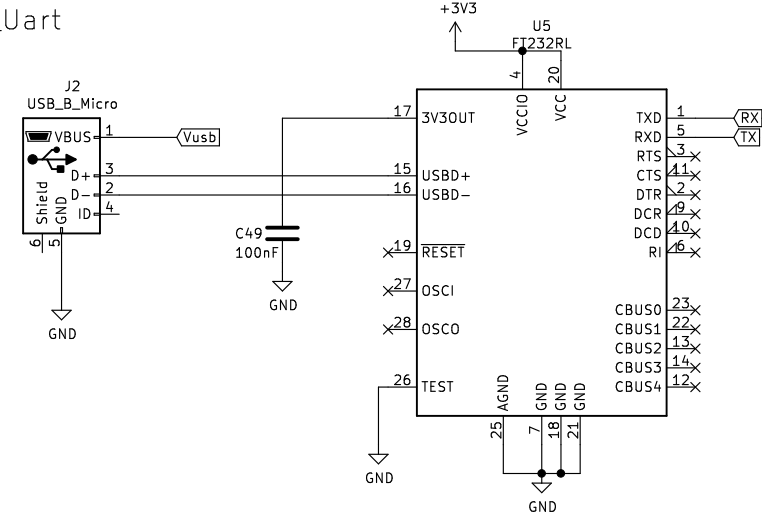 _Uart
+3V3
U5
FT232RL
J2
USB_B_Micro
VBUS 1
Vusb
D+ 3
D- 2
ID 4
Shield
GND
6
5
GND
C49
100nF
GND
4
20
VCCIO
VCC
17 3V3OUT
15 USBD+
16 USBD-
19 RESET
27 OSCI
28 OSCO
26 TEST
GND
TXD 1 RX
RXD 5 TX
RTS 3
CTS 11
DTR 2
DCR 9
DCD 10
RI 6
CBUS0 23
CBUS1 22
CBUS2 13
CBUS3 14
CBUS4 12
AGND
GND
GND
GND
25
7
18
21
GND